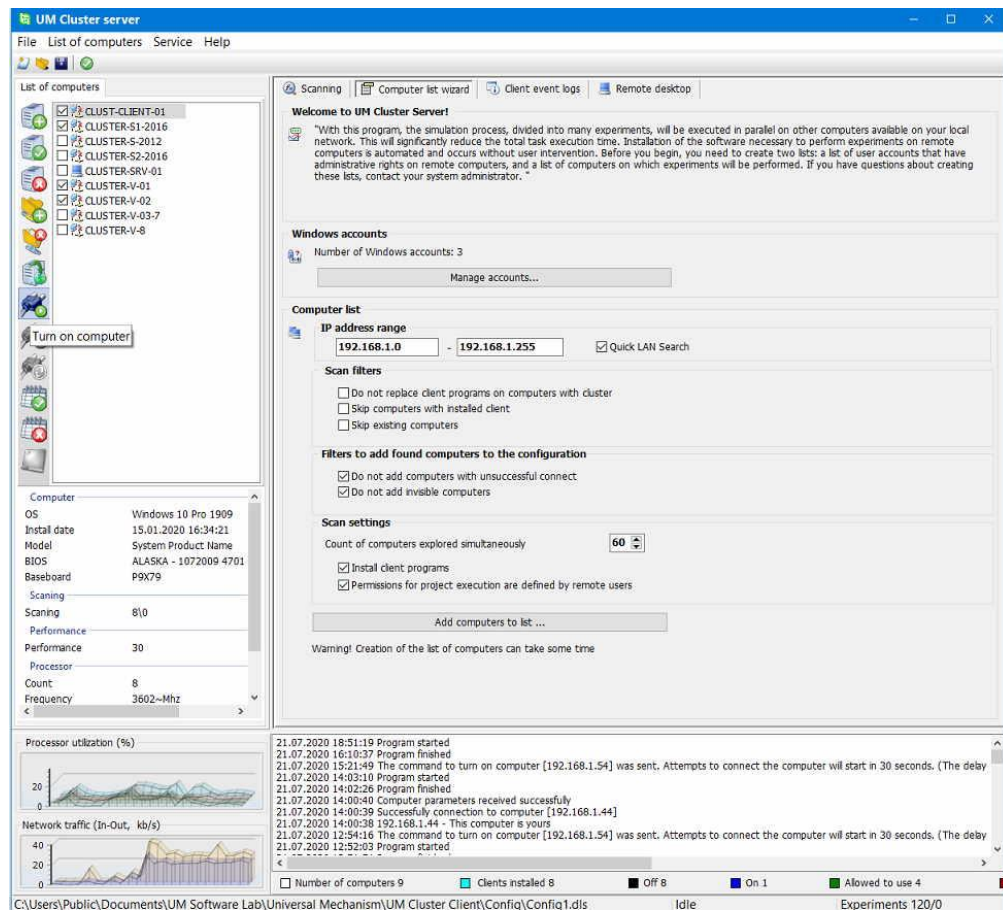 UM Cluster server
File List of computers Service Help
List of computers
CLUST-CLIENT-01
CLUSTER-S1-2016
CLUSTER-S-2012
CLUSTER-S2-2016
CLUSTER-SRV-01
CLUSTER-V-01
CLUSTER-V-02
CLUSTER-V-03-7
CLUSTER-V-8
Turn on computer
Computer
OS Windows 10 Pro 1909
Install date 15.01.2020 16:34:21
Model System Product Name
BIOS ALASKA - 1072009 4701
Baseboard P9X79
Scaning
Scaning 8\0
Performance
Performance 30
Processor
Count 8
Frequency 3602~Mhz
Scanning Computer list wizard Client event logs Remote desktop
Welcome to UM Cluster Server!
"With this program, the simulation process, divided into many experiments, will be executed in parallel on other computers available on your local
network. This will significantly reduce the total task execution time. Installation of the software necessary to perform experiments on remote
computers is automated and occurs without user intervention. Before you begin, you need to create two lists: a list of user accounts that have
administrative rights on remote computers, and a list of computers on which experiments will be performed. If you have questions about creating
these lists, contact your system administrator. "
Windows accounts
Number of Windows accounts: 3
Manage accounts...
Computer list
IP address range
192.168.1.0 - 192.168.1.255 Quick LAN Search
Scan filters
Do not replace client programs on computers with cluster
Skip computers with installed client
Skip existing computers
Filters to add found computers to the configuration
Do not add computers with unsuccessful connect
Do not add invisible computers
Scan settings
Count of computers explored simultaneously 60
Install client programs
Permissions for project execution are defined by remote users
Add computers to list ...
Warning! Creation of the list of computers can take some time
Processor utilization (%)
20
0
Network traffic (In-Out, kb/s)
40
20
0
21.07.2020 18:51:19 Program started
21.07.2020 16:10:37 Program finished
21.07.2020 15:21:49 The command to turn on computer [192.168.1.54] was sent. Attempts to connect the computer will start in 30 seconds. (The delay
21.07.2020 14:03:10 Program started
21.07.2020 14:02:26 Program finished
21.07.2020 14:00:40 Computer parameters received successfully
21.07.2020 14:00:39 Successfully connection to computer [192.168.1.44]
21.07.2020 14:00:38 192.168.1.44 - This computer is yours
21.07.2020 12:54:16 The command to turn on computer [192.168.1.54] was sent. Attempts to connect the computer will start in 30 seconds. (The delay
21.07.2020 12:52:03 Program started
Number of computers 9 Clients installed 8 Off 8 On 1 Allowed to use 4
C:\Users\Public\Documents\UM Software Lab\Universal Mechanism\UM Cluster Client\Config\Config1.dls Idle Experiments 120/0